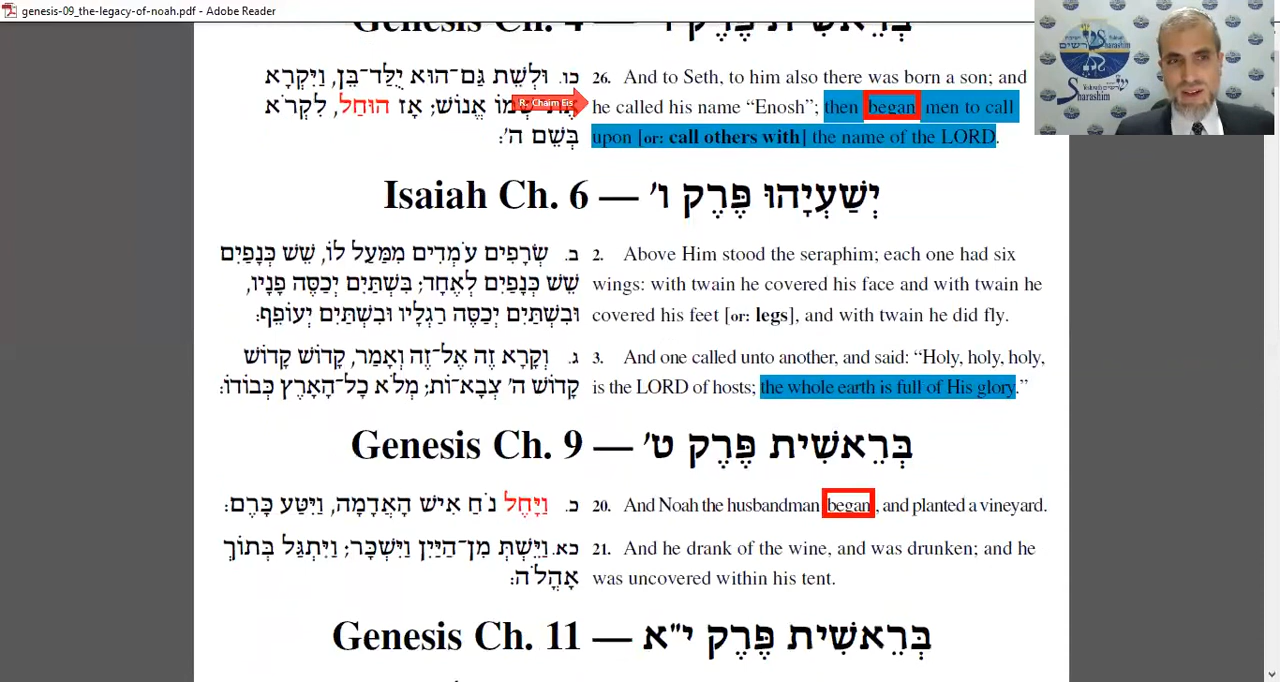 genesis-09_the-legacy-of-noah.pdf - Adobe Reader
Genesis Ch. 4 — בְּרֵאשִׁית פֶּרֶק ד׳
26. And to Seth, to him also there was born a son; and
he called his name “Enosh”; then began men to call
upon [or: call others with] the name of the LORD.
כו. וּלְשֵׁת גַּם־הוּא יֻלַּד־בֵּן, וַיִּקְרָא
אֶת־שְׁמוֹ אֱנוֹשׁ; אָז הוּחַל, לִקְרֹא
בְּשֵׁם ה׳:
R. Chaim Eis
Yeshivah Sharashim
שרשים
Isaiah Ch. 6 — יְשַׁעְיָהוּ פֶּרֶק ו׳
2. Above Him stood the seraphim; each one had six
wings: with twain he covered his face and with twain he
covered his feet [or: legs], and with twain he did fly.
ב. שְׂרָפִים עֹמְדִים מִמַּעַל לוֹ, שֵׁשׁ כְּנָפַיִם
שֵׁשׁ כְּנָפַיִם לְאֶחָד; בִּשְׁתַּיִם יְכַסֶּה פָנָיו,
וּבִשְׁתַּיִם יְכַסֶּה רַגְלָיו וּבִשְׁתַּיִם יְעוֹפֵף:
3. And one called unto another, and said: “Holy, holy, holy,
is the LORD of hosts; the whole earth is full of His glory.”
ג. וְקָרָא זֶה אֶל־זֶה וְאָמַר, קָדוֹשׁ קָדוֹשׁ
קָדוֹשׁ ה׳ צְבָא־וֹת; מְלֹא כָל־הָאָרֶץ כְּבוֹדוֹ:
Genesis Ch. 9 — בְּרֵאשִׁית פֶּרֶק ט׳
20. And Noah the husbandman began, and planted a vineyard.
כ. וַיָּחֶל נֹחַ אִישׁ הָאֲדָמָה, וַיִּטַּע כָּרֶם:
21. And he drank of the wine, and was drunken; and he
was uncovered within his tent.
כא. וַיֵּשְׁתְּ מִן־הַיַּיִן וַיִּשְׁכָּר; וַיִּתְגַּל בְּתוֹךְ
אָהֳלֹה:
Genesis Ch. 11 — בְּרֵאשִׁית פֶּרֶק י״א